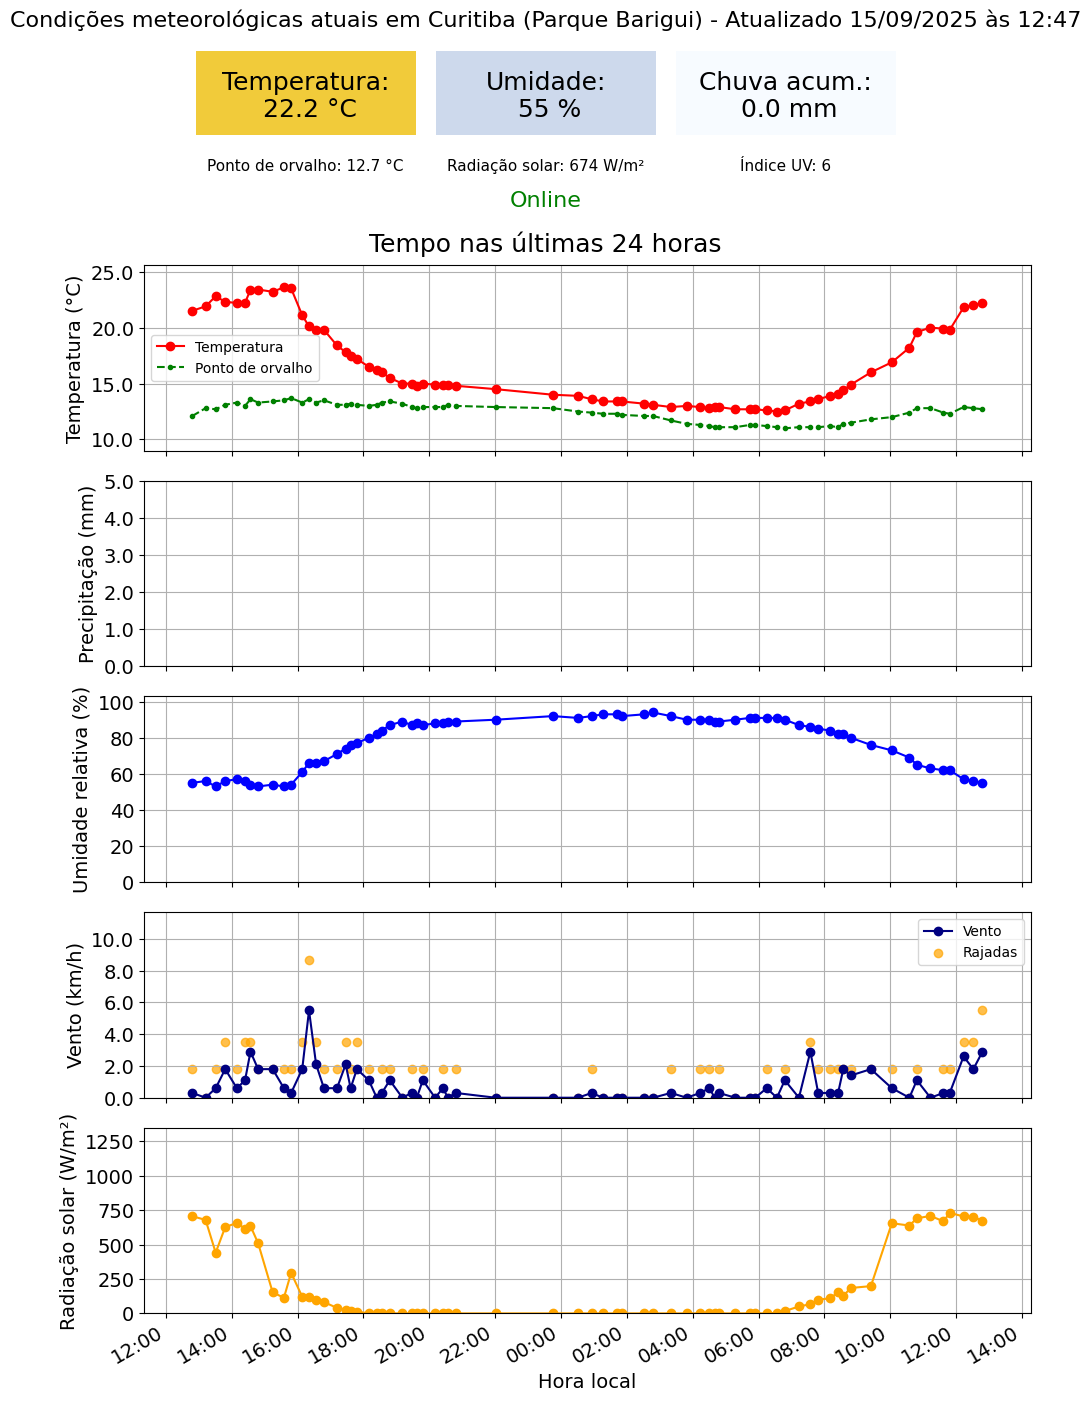 Condições meteorológicas atuais em Curitiba (Parque Barigui) - Atualizado 15/09/2025 às 12:47
Temperatura:
22.2 °C
Umidade:
55 %
Chuva acum.:
0.0 mm
Ponto de orvalho: 12.7 °C
Radiação solar: 674 W/m²
Índice UV: 6
Online
Tempo nas últimas 24 horas
Temperatura (°C)
25.0
20.0
15.0
10.0
Temperatura
Ponto de orvalho
Precipitação (mm)
5.0
4.0
3.0
2.0
1.0
0.0
Umidade relativa (%)
100
80
60
40
20
0
Vento (km/h)
10.0
8.0
6.0
4.0
2.0
0.0
Vento
Rajadas
Radiação solar (W/m²)
1250
1000
750
500
250
0
12:00
14:00
16:00
18:00
20:00
22:00
00:00
02:00
04:00
06:00
08:00
10:00
12:00
14:00
Hora local